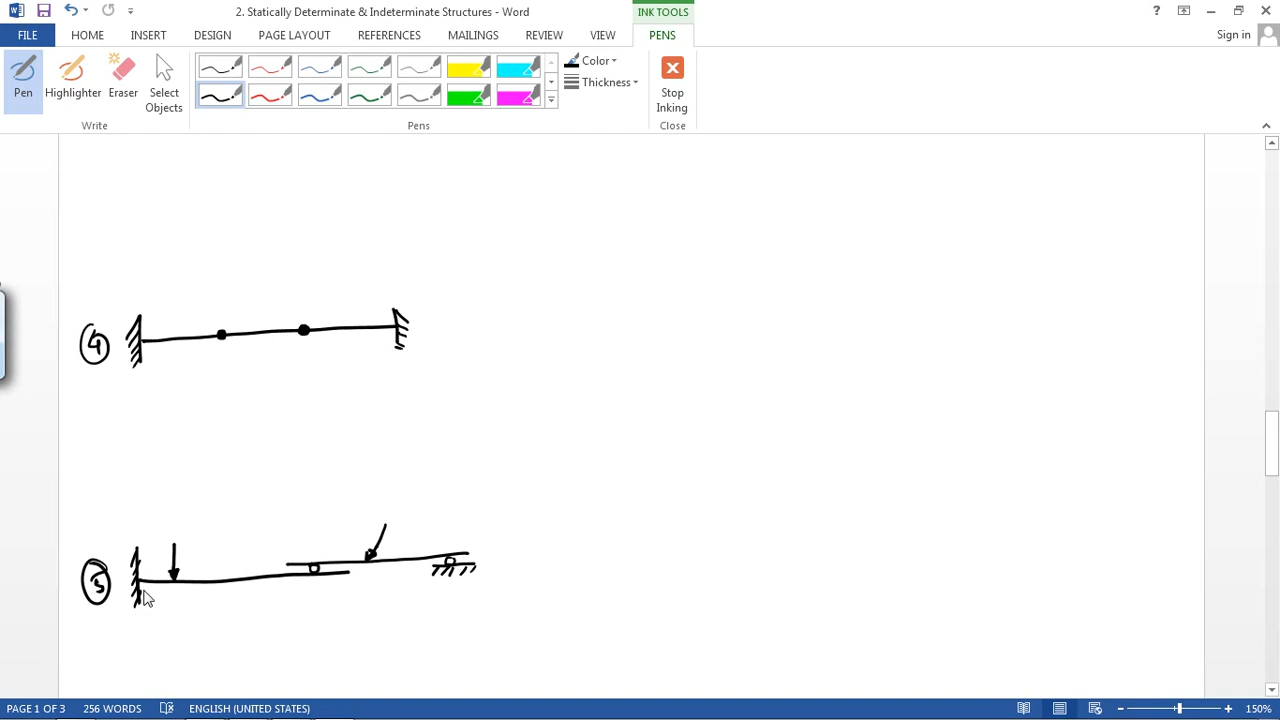 2. Statically Determinate & Indeterminate Structures - Word
INK TOOLS
?
FILE HOME INSERT DESIGN PAGE LAYOUT REFERENCES MAILINGS REVIEW VIEW PENS
Sign in
Pen Highlighter Eraser Select Objects
Color
Thickness
Stop Inking
Write Pens Close
4
PAGE 1 OF 3 256 WORDS ENGLISH (UNITED STATES) 150%